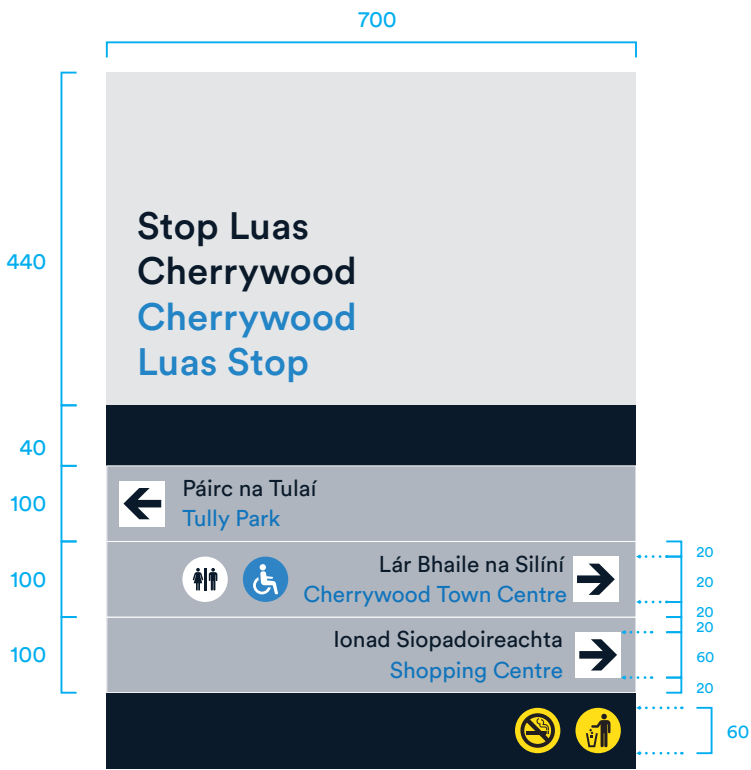 700
440
Stop Luas
Cherrywood
Cherrywood
Luas Stop
40
100
Páirc na Tulaí
Tully Park
100
Lár Bhaile na Silíní
Cherrywood Town Centre
20
20
20
100
Ionad Siopadoireachta
Shopping Centre
20
60
20
60